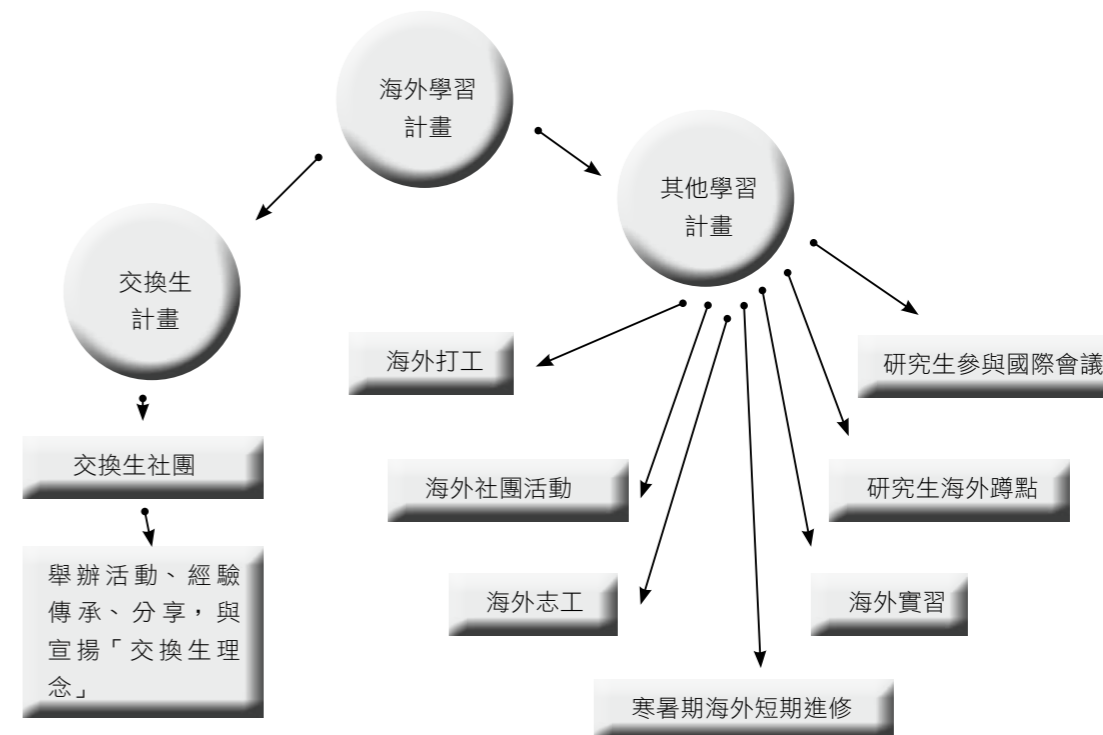 海外學習
計畫
其他學習
計畫
交換生
計畫
海外打工
研究生參與國際會議
交換生社團
海外社團活動
研究生海外蹲點
舉辦活動、經驗
傳承、分享，與
宣揚「交換生理
念」
海外志工
海外實習
寒暑期海外短期進修